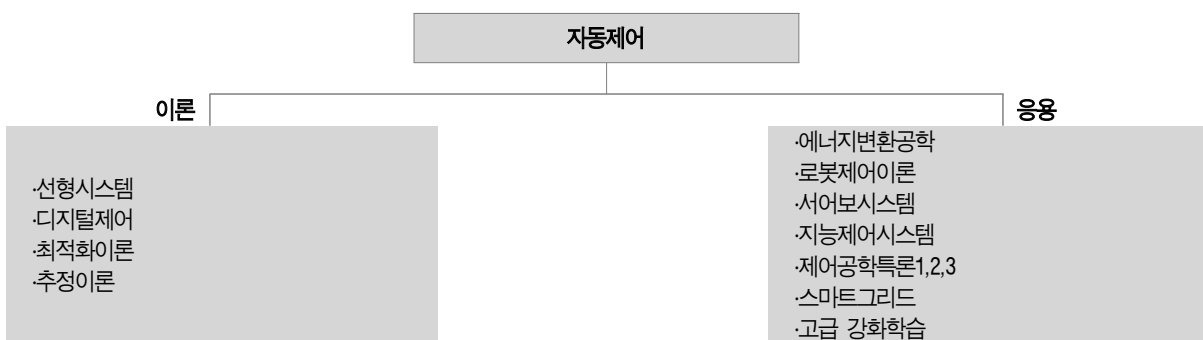 자동제어
이론
응용
·선형시스템
·디지털제어
·최적화이론
·추정이론
·에너지변환공학
·로봇제어이론
·서어보시스템
·지능제어시스템
·제어공학특론1,2,3
·스마트그리드
·고급 강화학습